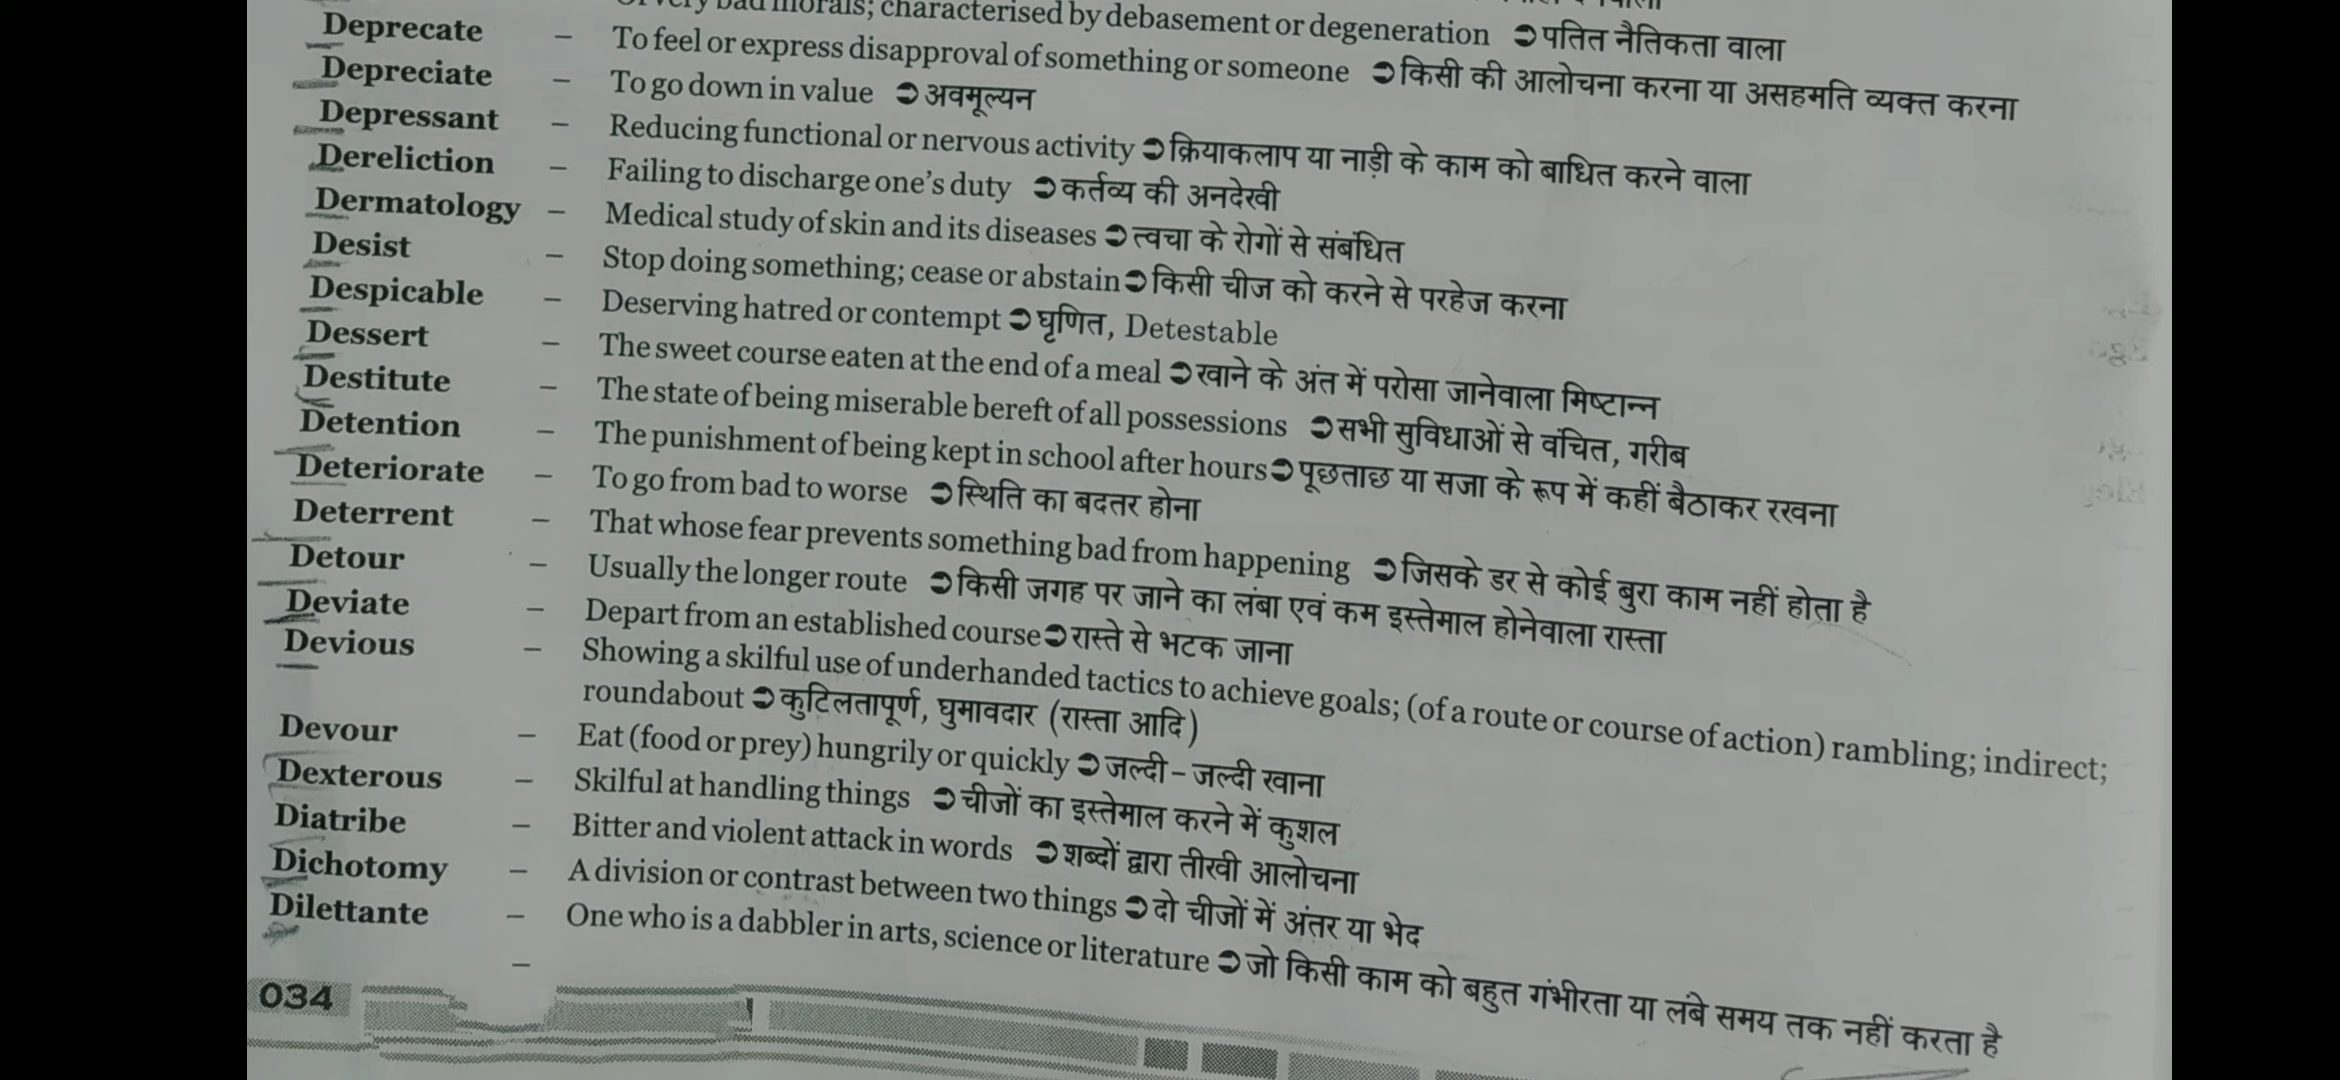 very bad morals; characterised by debasement or degeneration ➲ पतित नैतिकता वाला
Deprecate – To feel or express disapproval of something or someone ➲ किसी की आलोचना करना या असहमति व्यक्त करना
Depreciate – To go down in value ➲ अवमूल्यन
Depressant – Reducing functional or nervous activity ➲ क्रियाकलाप या नाड़ी के काम को बाधित करने वाला
Dereliction – Failing to discharge one's duty ➲ कर्तव्य की अनदेखी
Dermatology – Medical study of skin and its diseases ➲ त्वचा के रोगों से संबंधित
Desist – Stop doing something; cease or abstain ➲ किसी चीज को करने से परहेज करना
Despicable – Deserving hatred or contempt ➲ घृणित, Detestable
Dessert – The sweet course eaten at the end of a meal ➲ खाने के अंत में परोसा जानेवाला मिष्टान्न
Destitute – The state of being miserable bereft of all possessions ➲ सभी सुविधाओं से वंचित, गरीब
Detention – The punishment of being kept in school after hours ➲ पूछताछ या सजा के रूप में कहीं बैठाकर रखना
Deteriorate – To go from bad to worse ➲ स्थिति का बदतर होना
Deterrent – That whose fear prevents something bad from happening ➲ जिसके डर से कोई बुरा काम नहीं होता है
Detour – Usually the longer route ➲ किसी जगह पर जाने का लंबा एवं कम इस्तेमाल होनेवाला रास्ता
Deviate – Depart from an established course ➲ रास्ते से भटक जाना
Devious – Showing a skilful use of underhanded tactics to achieve goals; (of a route or course of action) rambling; indirect;
roundabout ➲ कुटिलतापूर्ण, घुमावदार (रास्ता आदि)
Devour – Eat (food or prey) hungrily or quickly ➲ जल्दी – जल्दी खाना
Dexterous – Skilful at handling things ➲ चीजों का इस्तेमाल करने में कुशल
Diatribe – Bitter and violent attack in words ➲ शब्दों द्वारा तीखी आलोचना
Dichotomy – A division or contrast between two things ➲ दो चीजों में अंतर या भेद
Dilettante – One who is a dabbler in arts, science or literature ➲ जो किसी काम को बहुत गंभीरता या लंबे समय तक नहीं करता है
–
034